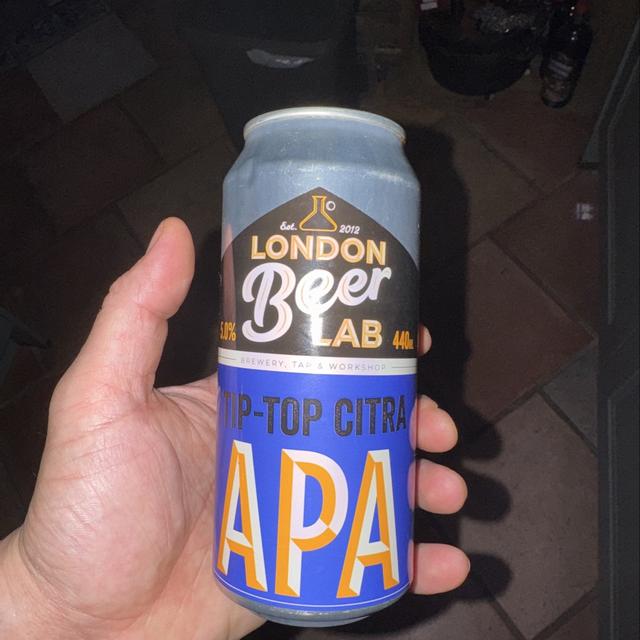 Est. 2012
LONDON
Beer
LAB
5.0% 440ml
BREWERY, TAP & WORKSHOP
TIP-TOP CITRA
APA